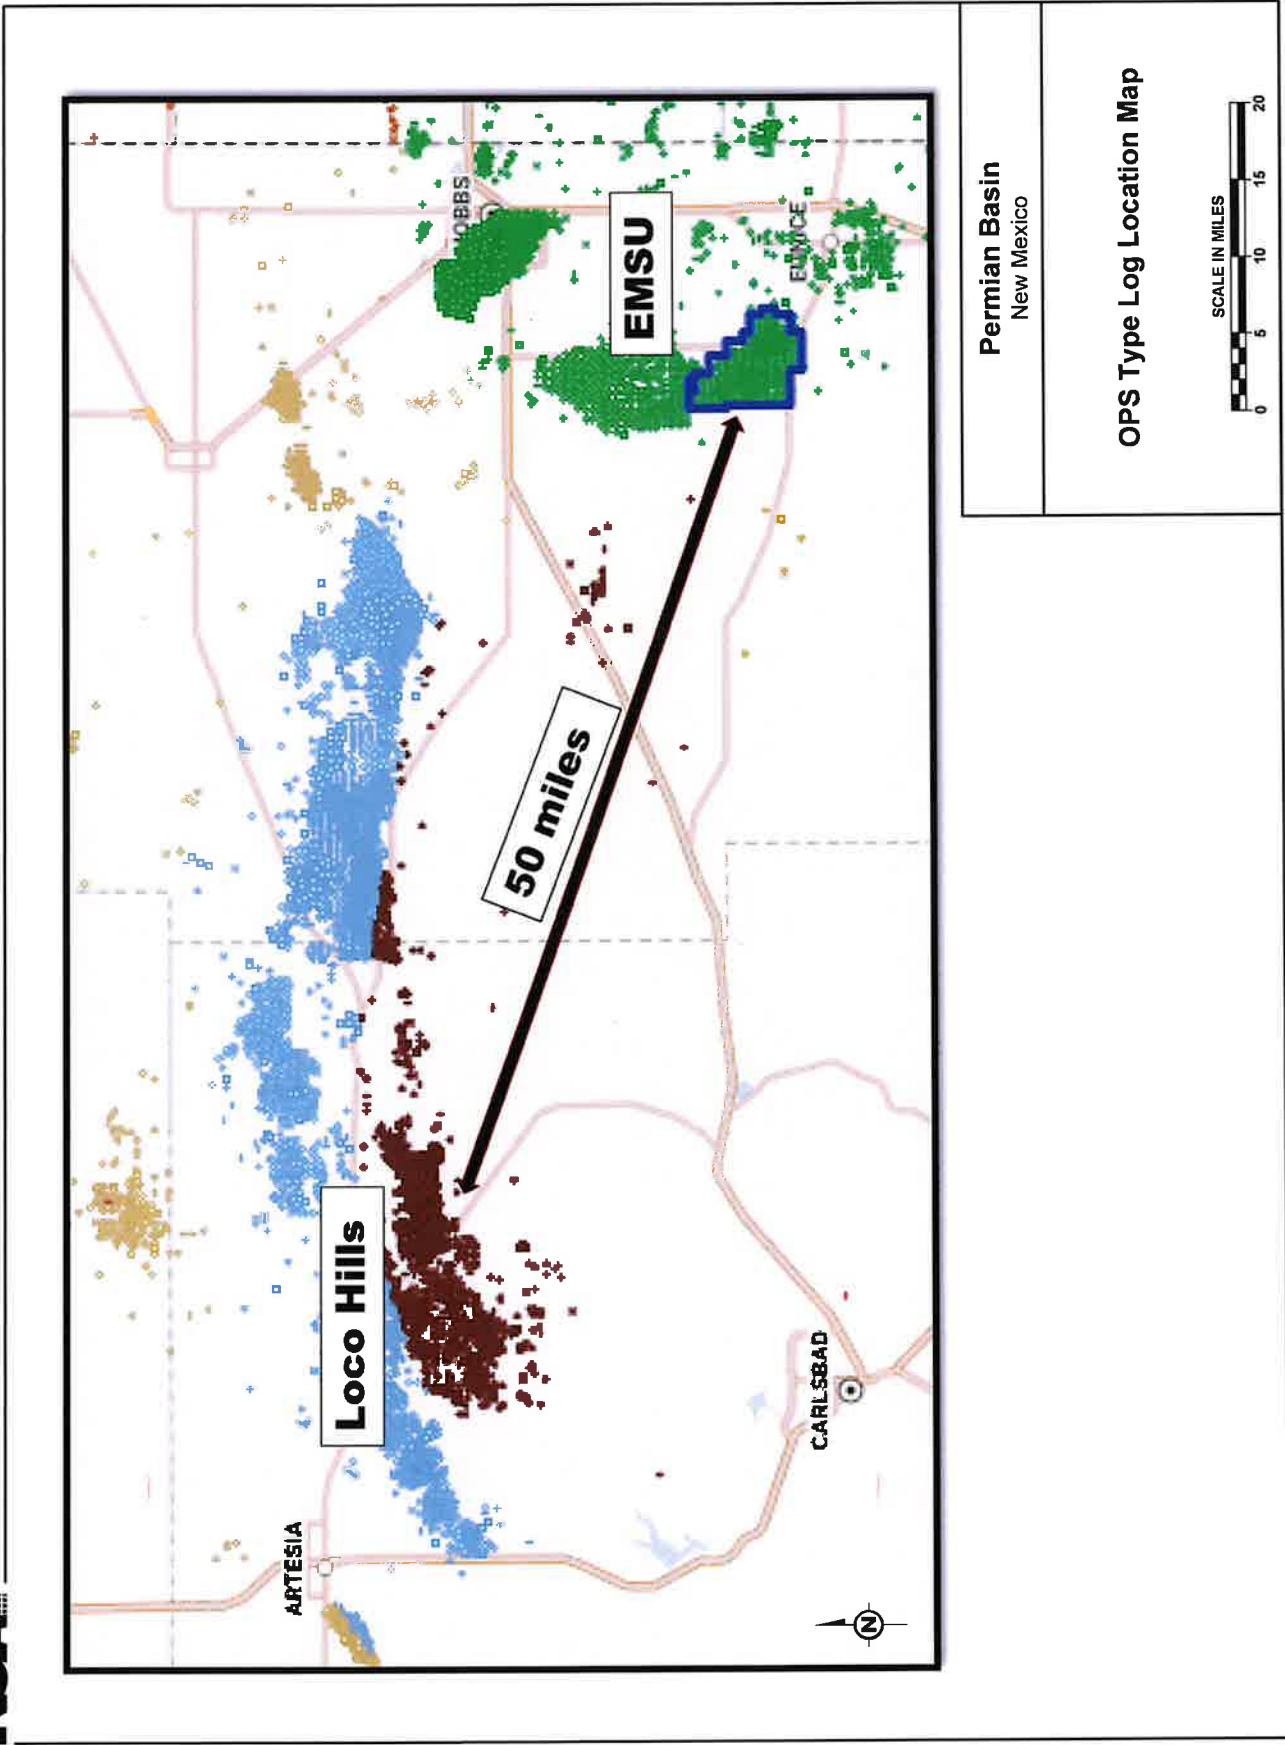 ARTESIA
Loco Hills
50 miles
HOBBS
EMSU
EUNICE
CARLSBAD
N
Permian Basin
New Mexico
OPS Type Log Location Map
SCALE IN MILES
0 5 10 15 20